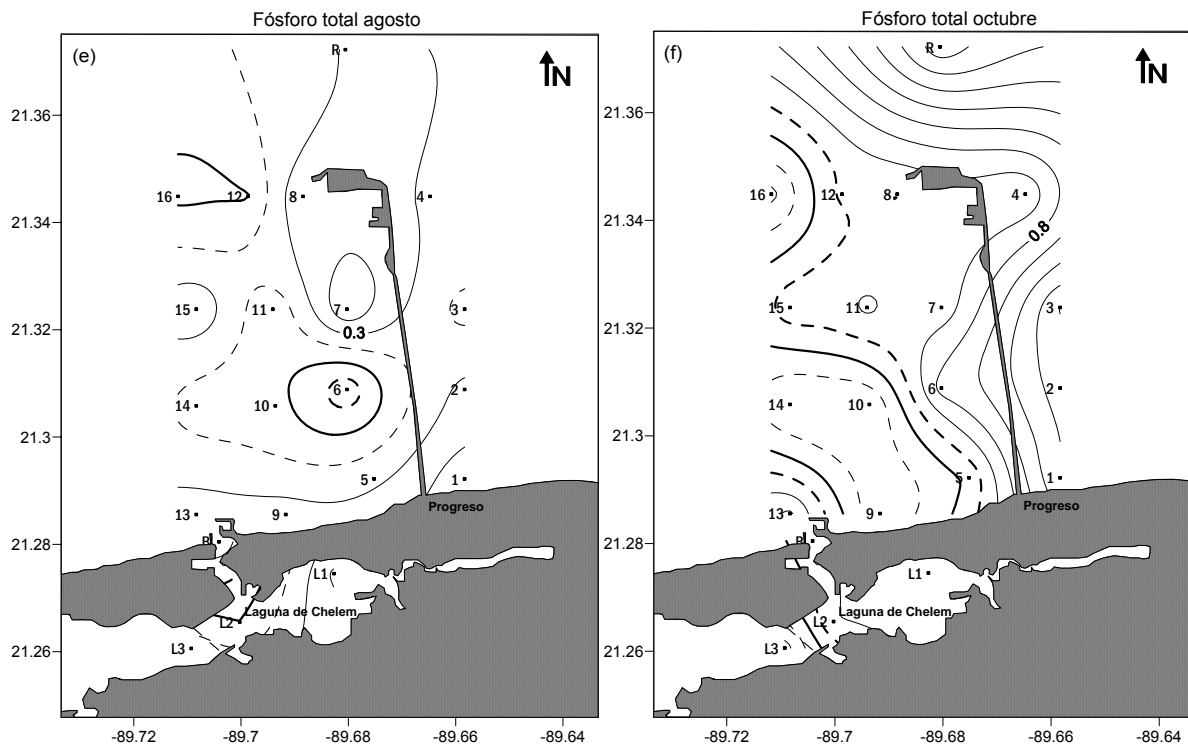 Fósforo total agosto
(e)
N
R
21.36
16
12
8
4
21.34
15
11
7
3
0.3
21.32
6
2
14
10
21.3
5
1
13
9
Progreso
21.28
R
L1
Laguna de Chelem
L2
L3
21.26
-89.72
-89.7
-89.68
-89.66
-89.64
Fósforo total octubre
(f)
N
R
21.36
16
12
8
4
21.34
0.8
15
11
7
3
21.32
6
2
14
10
21.3
5
1
13
9
Progreso
21.28
R
L1
Laguna de Chelem
L2
L3
21.26
-89.72
-89.7
-89.68
-89.66
-89.64